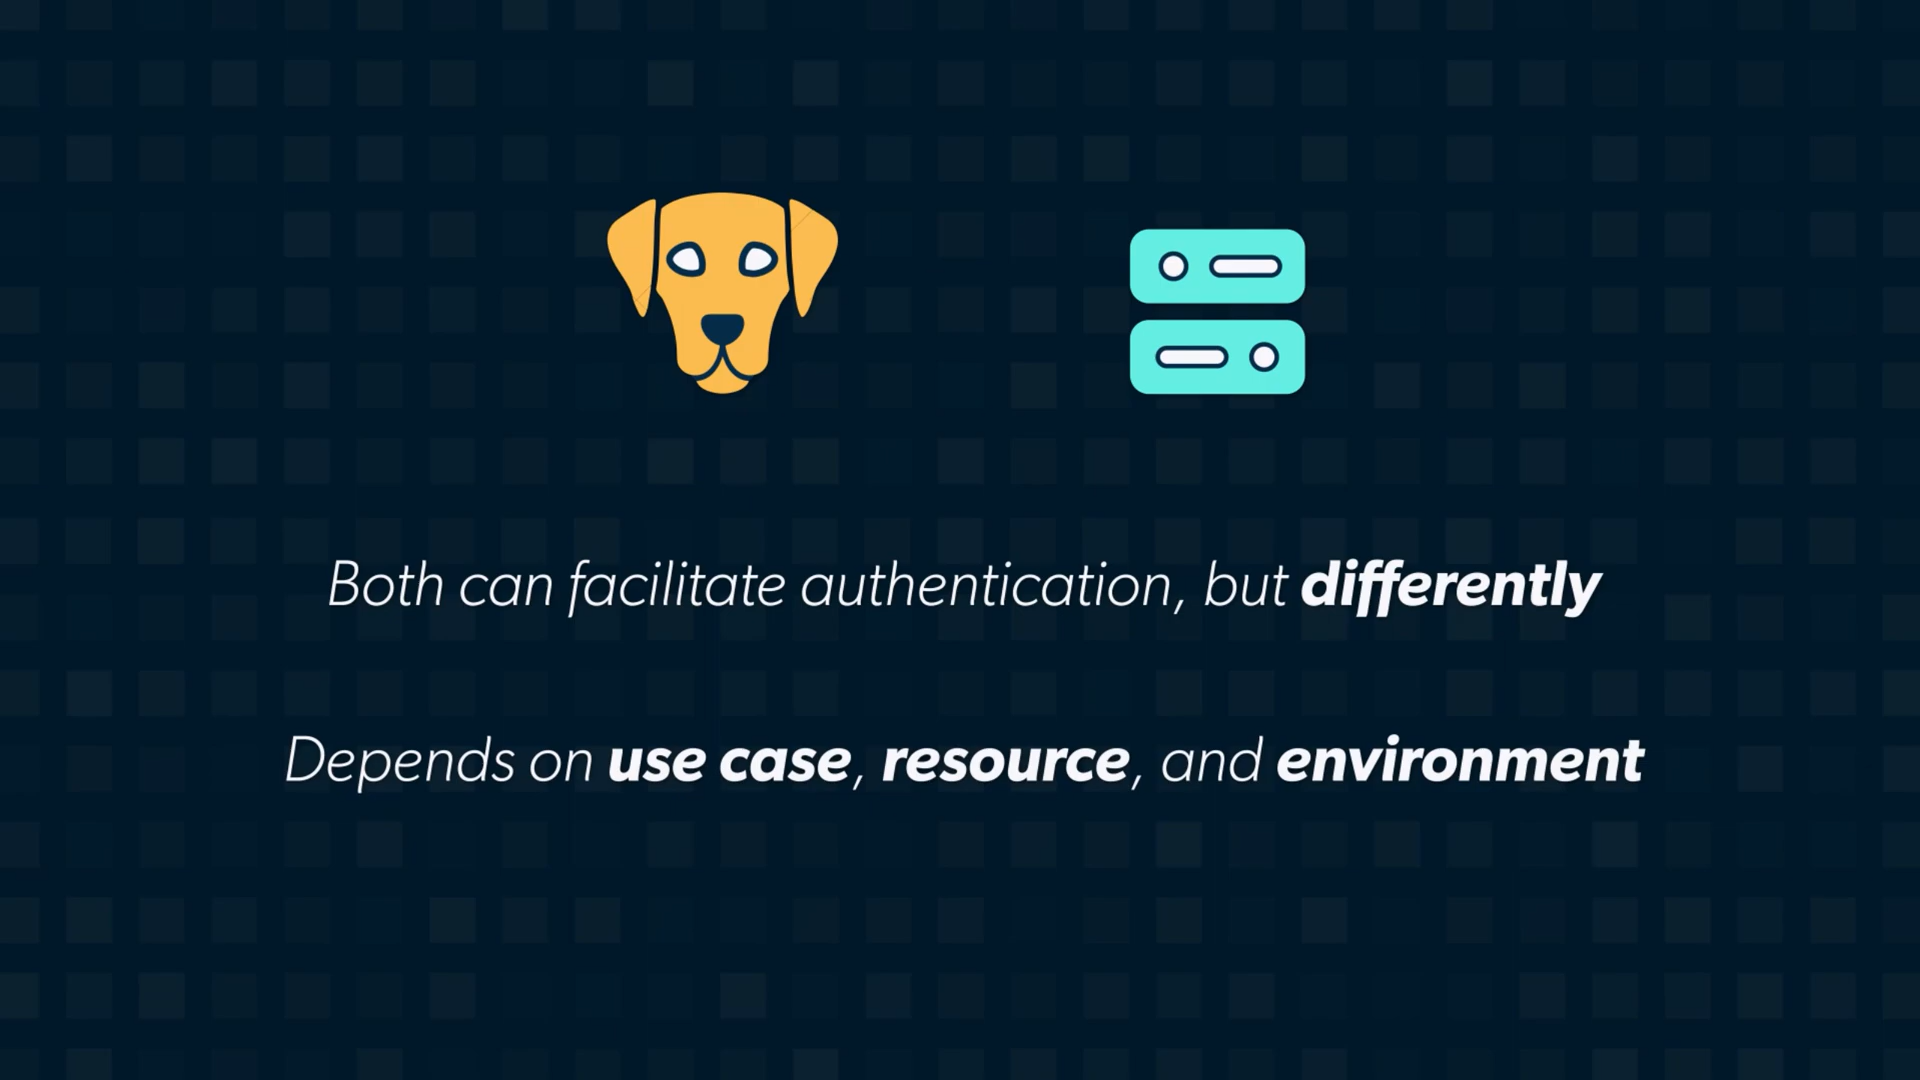 Both can facilitate authentication, but differently
Depends on use case, resource, and environment